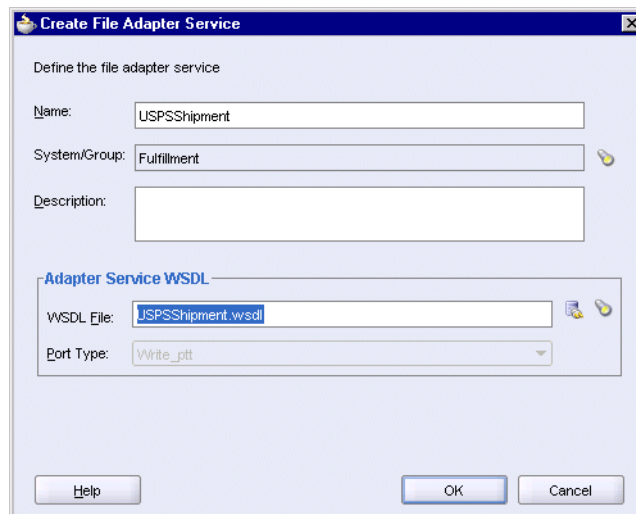 Create File Adapter Service
Define the file adapter service
Name: USPSShipment
System/Group: Fulfillment
Description:
Adapter Service WSDL
WSDL File: USPSShipment.wsdl
Port Type: Write_ptt
Help OK Cancel